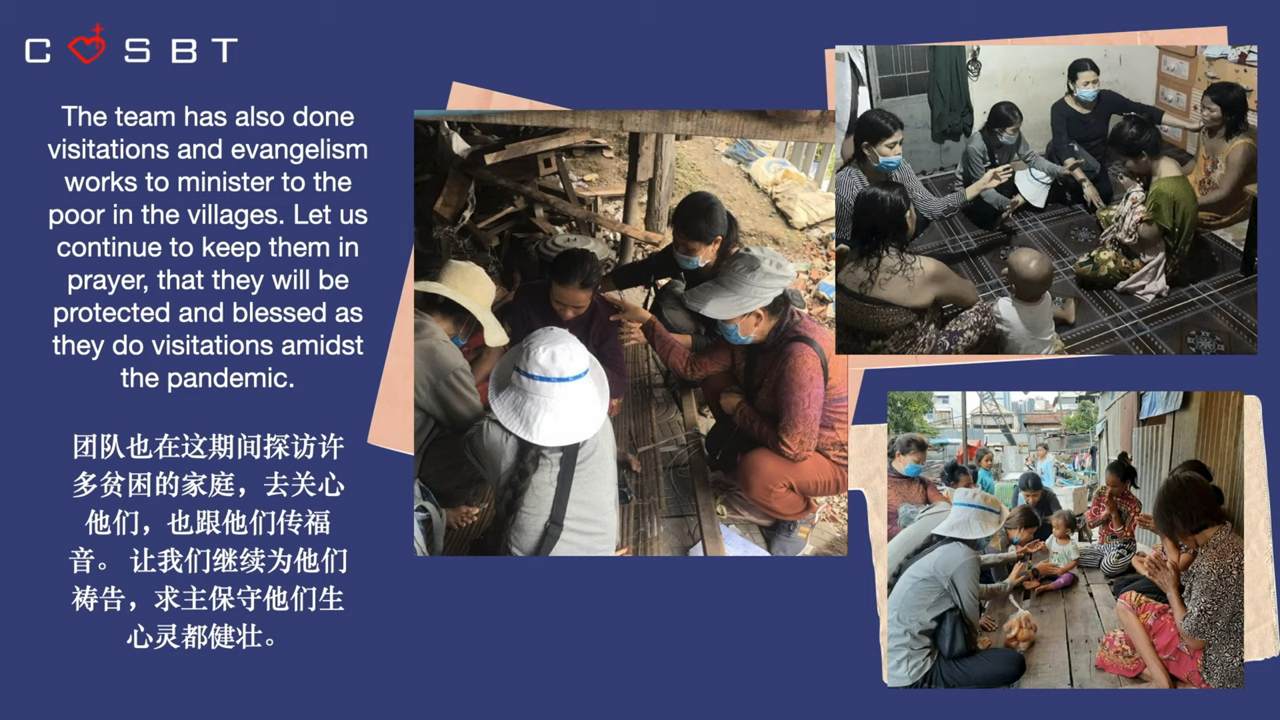 C SBT
The team has also done
visitations and evangelism
works to minister to the
poor in the villages. Let us
continue to keep them in
prayer, that they will be
protected and blessed as
they do visitations amidst
the pandemic.
团队也在这期间探访许
多贫困的家庭，去关心
他们，也跟他们传福
音。 让我们继续为他们
祷告，求主保守他们生
心灵都健壮。